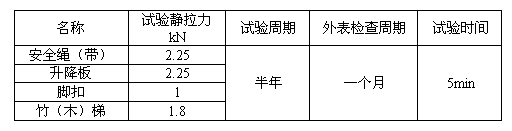 名称 试验静拉力 kN 试验周期 外表检查周期 试验时间
安全绳（带） 2.25 半年 一个月 5min
升降板 2.25
脚扣 1
竹（木）梯 1.8